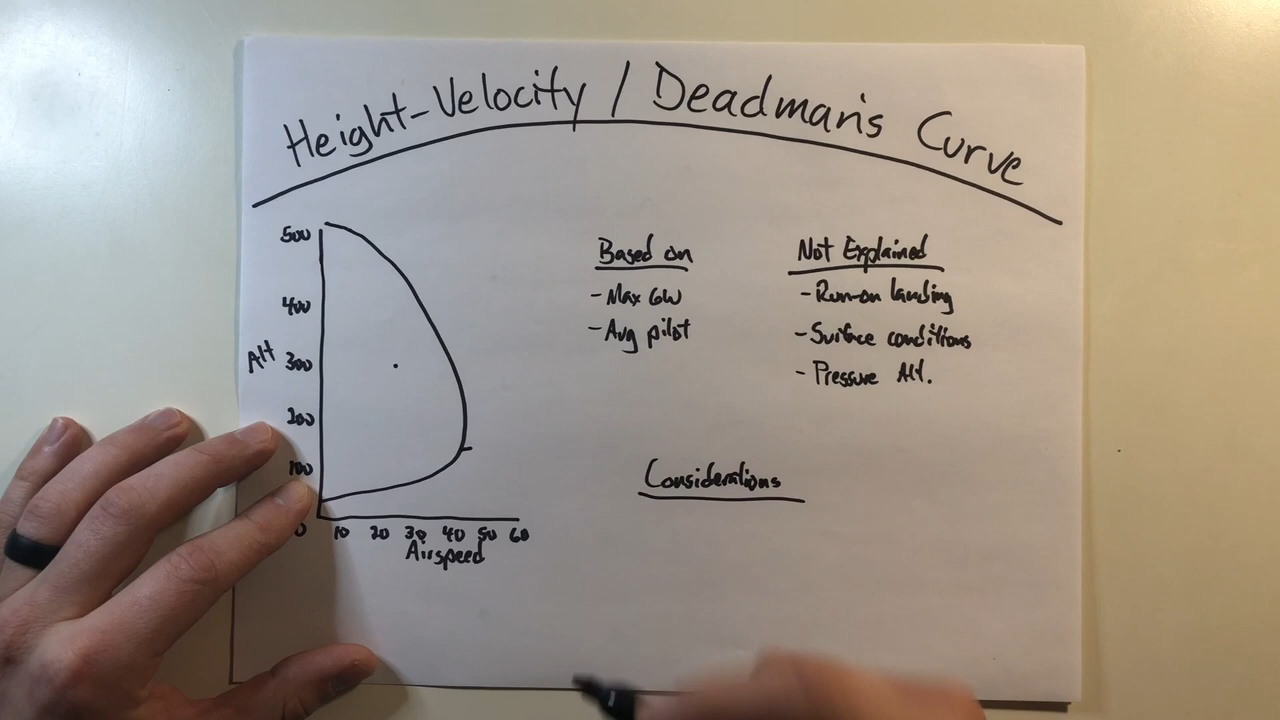 Height-Velocity / Deadman's Curve
500
400
Alt 300
200
100
0 10 20 30 40 50 60
Airspeed
Based on
- Max GW
- Avg pilot
Not Explained
- Run-on landing
- Surface conditions
- Pressure Alt.
Considerations